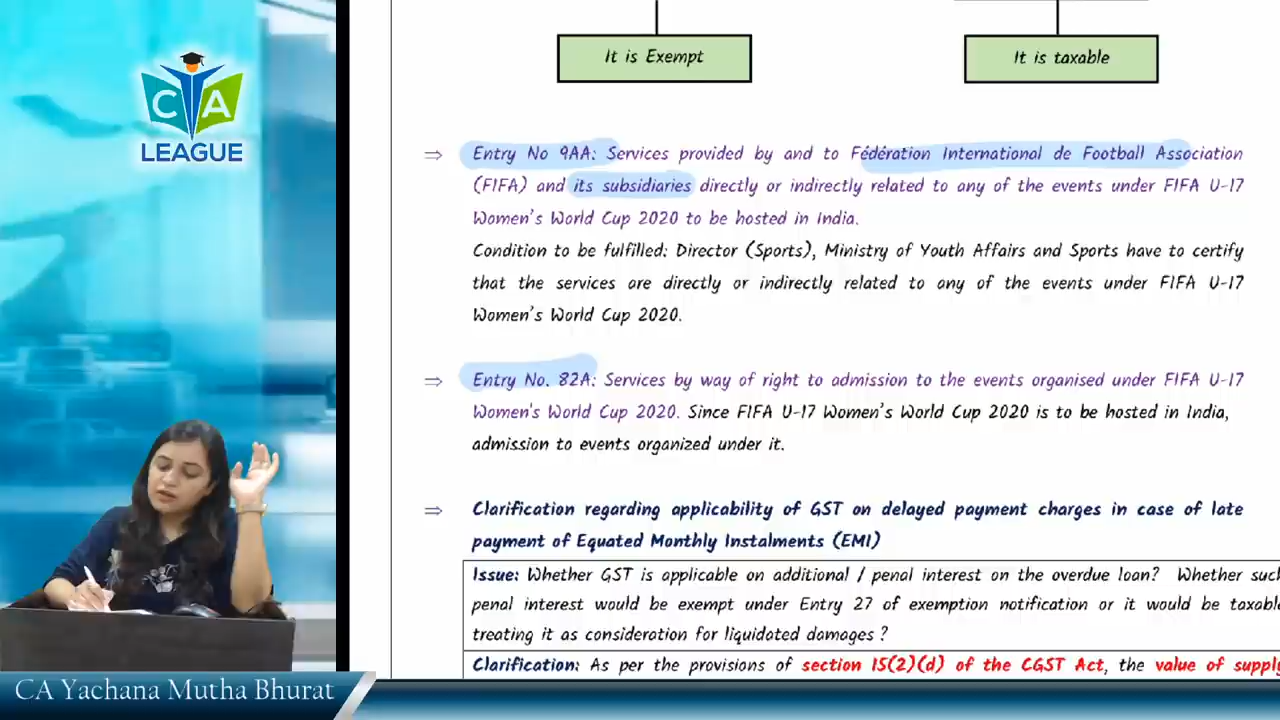 CA
LEAGUE
It is Exempt
It is taxable
⇒ Entry No 9AA: Services provided by and to Fédération International de Football Association
(FIFA) and its subsidiaries directly or indirectly related to any of the events under FIFA U-17
Women's World Cup 2020 to be hosted in India.
Condition to be fulfilled: Director (Sports), Ministry of Youth Affairs and Sports have to certify
that the services are directly or indirectly related to any of the events under FIFA U-17
Women's World Cup 2020.
⇒ Entry No. 82A: Services by way of right to admission to the events organised under FIFA U-17
Women's World Cup 2020. Since FIFA U-17 Women's World Cup 2020 is to be hosted in India,
admission to events organized under it.
⇒ Clarification regarding applicability of GST on delayed payment charges in case of late
payment of Equated Monthly Instalments (EMI)
Issue: Whether GST is applicable on additional / penal interest on the overdue loan? Whether such
penal interest would be exempt under Entry 27 of exemption notification or it would be taxable
treating it as consideration for liquidated damages ?
Clarification: As per the provisions of section 15(2)(d) of the CGST Act, the value of supply
CA Yachana Mutha Bhurat